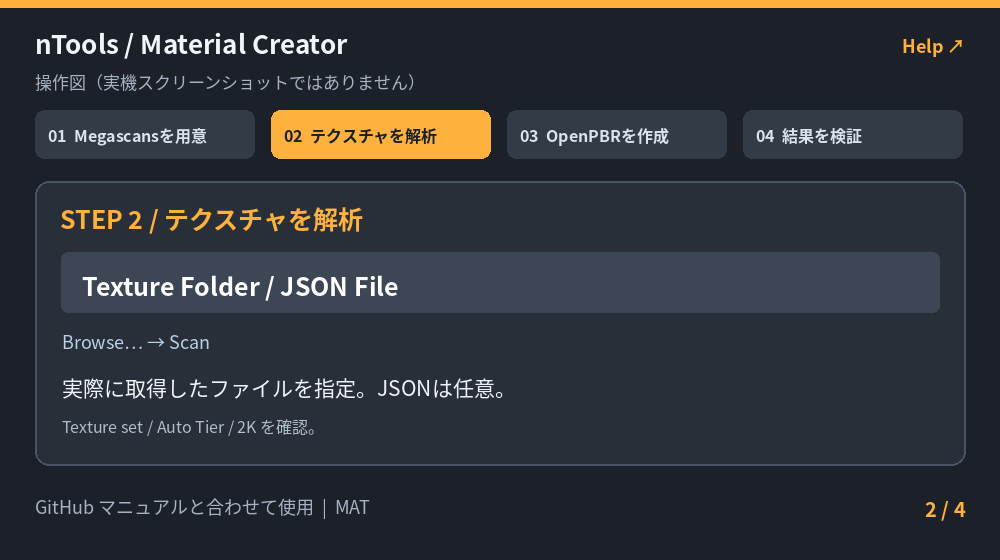 nTools / Material Creator
Help ↗
操作図（実機スクリーンショットではありません）
01 Megascansを用意
02 テクスチャを解析
03 OpenPBRを作成
04 結果を検証
STEP 2 / テクスチャを解析
Texture Folder / JSON File
Browse... → Scan
実際に取得したファイルを指定。JSONは任意。
Texture set / Auto Tier / 2K を確認。
GitHub マニュアルと合わせて使用 | MAT
2 / 4